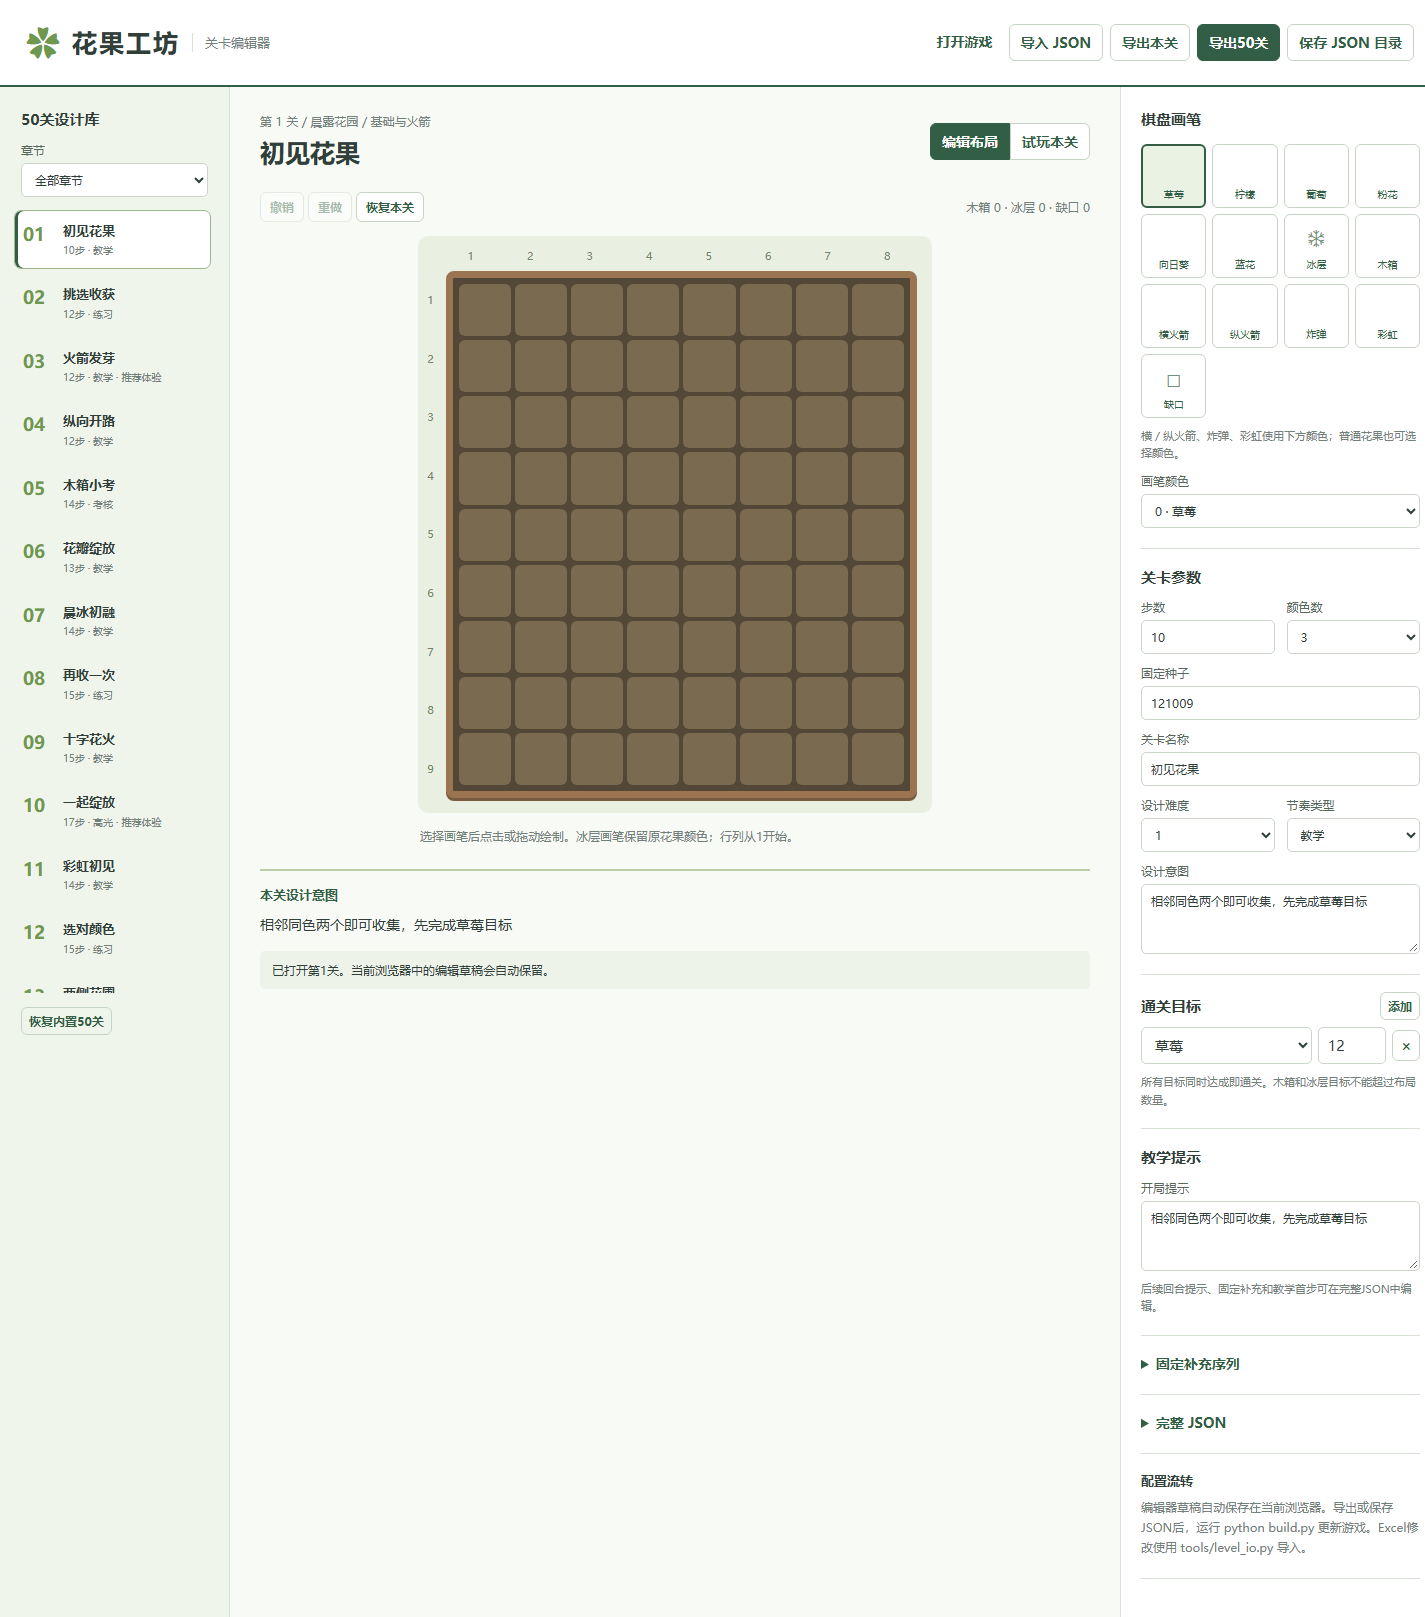 花果工坊
关卡编辑器
打开游戏
导入 JSON
导出本关
导出50关
保存 JSON 目录
50关设计库
章节
全部章节
01 初见花果
10步 · 教学
02 挑选收获
12步 · 练习
03 火箭发芽
12步 · 教学 · 推荐体验
04 纵向开路
12步 · 教学
05 木箱小考
14步 · 考核
06 花瓣绽放
13步 · 教学
07 晨冰初融
14步 · 教学
08 再收一次
15步 · 练习
09 十字花火
15步 · 教学
10 一起绽放
17步 · 高光 · 推荐体验
11 彩虹初见
14步 · 教学
12 选对颜色
15步 · 练习
恢复内置50关
第 1 关 / 晨露花园 / 基础与火箭
初见花果
编辑布局
试玩本关
撤销
重做
恢复本关
木箱 0 · 冰层 0 · 缺口 0
1 2 3 4 5 6 7 8
1
2
3
4
5
6
7
8
9
选择画笔后点击或拖动绘制。冰层画笔保留原花果颜色；行列从1开始。
本关设计意图
相邻同色两个即可收集，先完成草莓目标
已打开第1关。当前浏览器中的编辑草稿会自动保留。
棋盘画笔
草莓
柠檬
葡萄
粉花
向日葵
蓝花
冰层
木箱
横火箭
纵火箭
炸弹
彩虹
缺口
横 / 纵火箭、炸弹、彩虹使用下方颜色；普通花果也可选
择颜色。
画笔颜色
0 · 草莓
关卡参数
步数
颜色数
10
3
固定种子
121009
关卡名称
初见花果
设计难度
节奏类型
1
教学
设计意图
相邻同色两个即可收集，先完成草莓目标
通关目标
添加
草莓
12
×
所有目标同时达成即通关。木箱和冰层目标不能超过布局
数量。
教学提示
开局提示
相邻同色两个即可收集，先完成草莓目标
后续回合提示、固定补充和教学首步可在完整JSON中编
辑。
固定补充序列
完整 JSON
配置流转
编辑器草稿自动保存在当前浏览器。导出或保存
JSON后，运行 python build.py 更新游戏。Excel修
改使用 tools/level_io.py 导入。